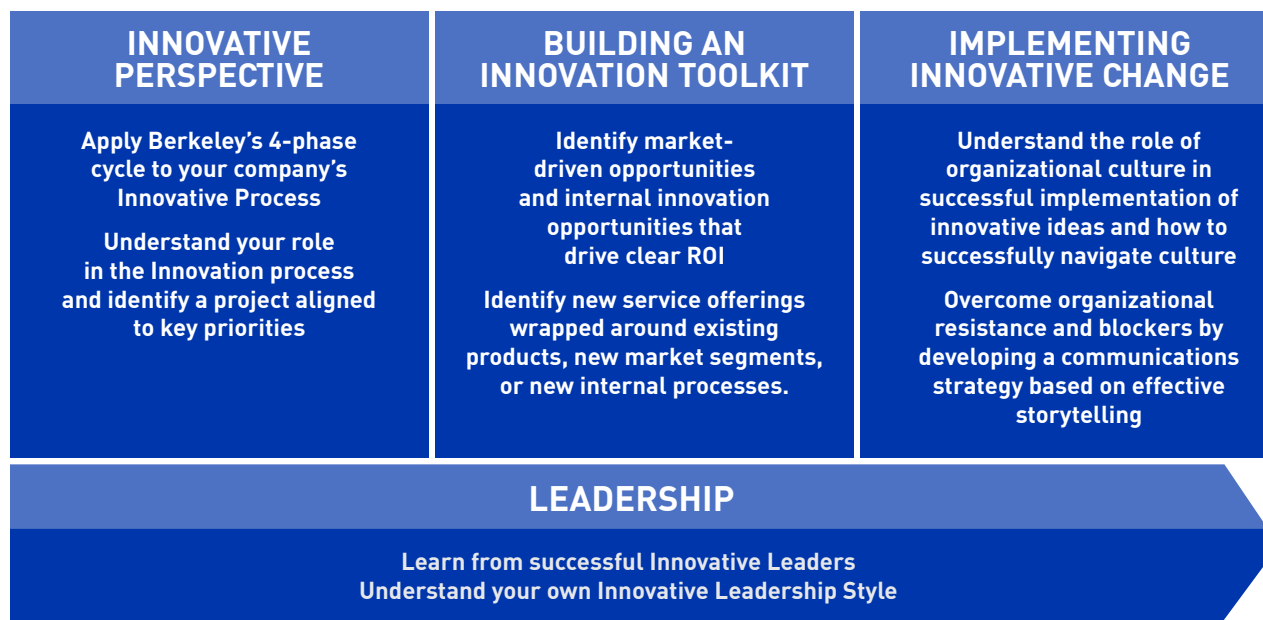 INNOVATIVE
PERSPECTIVE
Apply Berkeley’s 4-phase
cycle to your company’s
Innovative Process
Understand your role
in the Innovation process
and identify a project aligned
to key priorities
BUILDING AN
INNOVATION TOOLKIT
Identify market-
driven opportunities
and internal innovation
opportunities that
drive clear ROI
Identify new service offerings
wrapped around existing
products, new market segments,
or new internal processes.
IMPLEMENTING
INNOVATIVE CHANGE
Understand the role of
organizational culture in
successful implementation of
innovative ideas and how to
successfully navigate culture
Overcome organizational
resistance and blockers by
developing a communications
strategy based on effective
storytelling
LEADERSHIP
Learn from successful Innovative Leaders
Understand your own Innovative Leadership Style